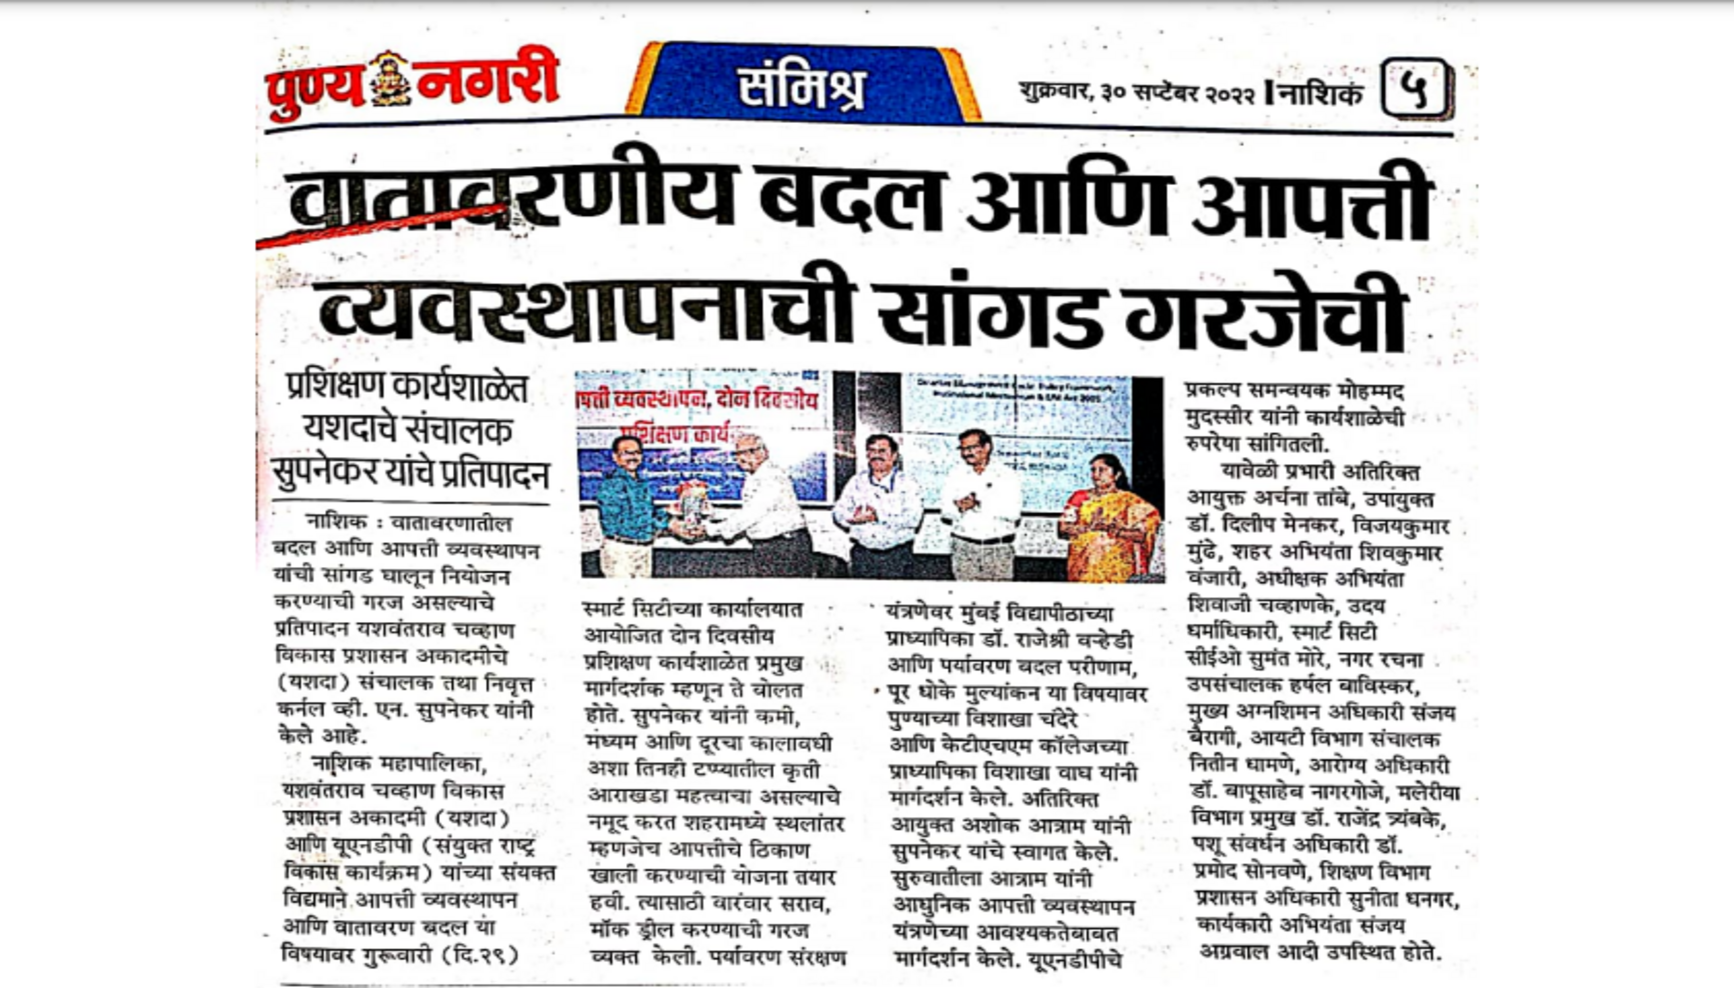 पुण्य नगरी
संमिश्र
शुक्रवार, ३० सप्टेंबर २०२२ | नाशिक
५
वातावरणीय बदल आणि आपत्ती
व्यवस्थापनाची सांगड गरजेची
प्रशिक्षण कार्यशाळेत
यशदाचे संचालक
सुपनेकर यांचे प्रतिपादन
नाशिक : वातावरणातील
बदल आणि आपत्ती व्यवस्थापन
यांची सांगड घालून नियोजन
करण्याची गरज असल्याचे
प्रतिपादन यशवंतराव चव्हाण
विकास प्रशासन अकादमीचे
(यशदा) संचालक तथा निवृत्त
कर्नल व्ही. एन. सुपनेकर यांनी
केले आहे.
नाशिक महापालिका,
यशवंतराव चव्हाण विकास
प्रशासन अकादमी (यशदा)
आणि यूएनडीपी (संयुक्त राष्ट्र
विकास कार्यक्रम) यांच्या संयक्त
विद्यमाने आपत्ती व्यवस्थापन
आणि वातावरण बदल या
विषयावर गुरूवारी (दि.२९)
पत्ती व्यवस्थापन, दोन दिवसीय
प्रशिक्षण कार्य
स्मार्ट सिटीच्या कार्यालयात
आयोजित दोन दिवसीय
प्रशिक्षण कार्यशाळेत प्रमुख
मार्गदर्शक म्हणून ते बोलत
होते. सुपनेकर यांनी कमी,
मध्यम आणि दूरचा कालावधी
अशा तिनही टप्प्यातील कृती
आराखडा महत्वाचा असल्याचे
नमूद करत शहरामध्ये स्थलांतर
म्हणजेच आपत्तीचे ठिकाण
खाली करण्याची योजना तयार
हवी. त्यासाठी वारंवार सराव,
मॉक ड्रील करण्याची गरज
व्यक्त केली. पर्यावरण संरक्षण
यंत्रणेवर मुंबई विद्यापीठाच्या
प्राध्यापिका डॉ. राजेश्री वऱ्हेडी
आणि पर्यावरण बदल परीणाम,
पूर धोके मुल्यांकन या विषयावर
पुण्याच्या विशाखा चंदेरे
आणि केटीएचएम कॉलेजच्या
प्राध्यापिका विशाखा वाघ यांनी
मार्गदर्शन केले. अतिरिक्त
आयुक्त अशोक आत्राम यांनी
सुपनेकर यांचे स्वागत केले.
सुरुवातीला आत्राम यांनी
आधुनिक आपत्ती व्यवस्थापन
यंत्रणेच्या आवश्यकतेबाबत
मार्गदर्शन केले. यूएनडीपीचे
प्रकल्प समन्वयक मोहम्मद
मुदस्सीर यांनी कार्यशाळेची
रुपरेषा सांगितली.
यावेळी प्रभारी अतिरिक्त
आयुक्त अर्चना तांबे, उपायुक्त
डॉ. दिलीप मेनकर, विजयकुमार
मुंढे, शहर अभियंता शिवकुमार
वंजारी, अधीक्षक अभियंता
शिवाजी चव्हाणके, उदय
धर्माधिकारी, स्मार्ट सिटी
सीईओ सुमंत मोरे, नगर रचना
उपसंचालक हर्षल बाविस्कर,
मुख्य अग्नशिमन अधिकारी संजय
बैरागी, आयटी विभाग संचालक
नितीन धामणे, आरोग्य अधिकारी
डॉ. बापूसाहेब नागरगोजे, मलेरीया
विभाग प्रमुख डॉ. राजेंद्र त्र्यंबके,
पशू संवर्धन अधिकारी डॉ.
प्रमोद सोनवणे, शिक्षण विभाग
प्रशासन अधिकारी सुनीता धनगर,
कार्यकारी अभियंता संजय
अग्रवाल आदी उपस्थित होते.